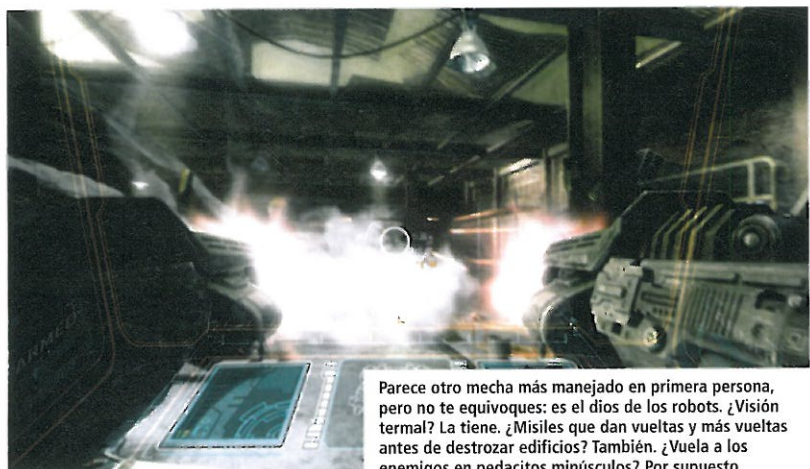 ARMED
Parece otro mecha más manejado en primera persona,
pero no te equivoques: es el dios de los robots. ¿Visión
termal? La tiene. ¿Misiles que dan vueltas y más vueltas
antes de destrozar edificios? También. ¿Vuela a los
enemigos en pedacitos minúsculos? Por supuesto.